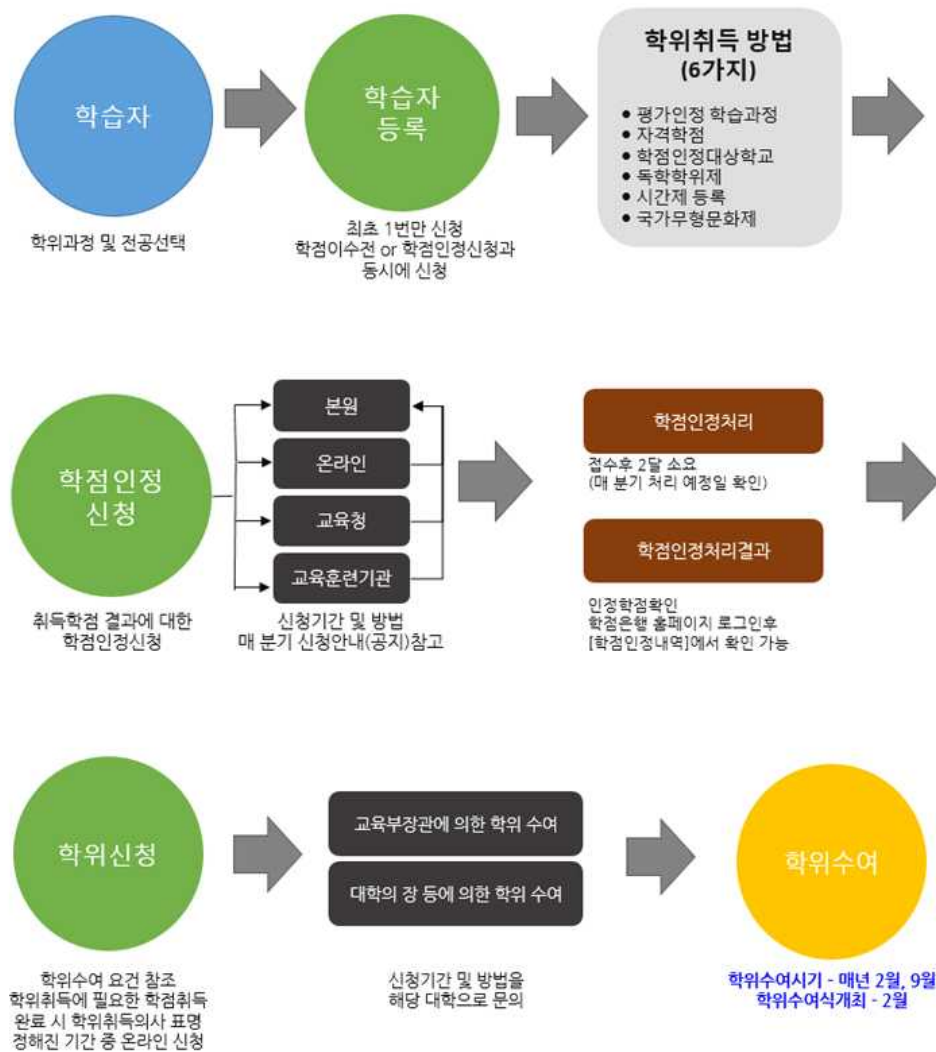 학습자
학위과정 및 전공선택
학습자
등록
최초 1번만 신청
학점이수전 or 학점인정신청과
동시에 신청
학위취득 방법
(6가지)
● 평가인정 학습과정
● 자격학점
● 학점인정대상학교
● 독학학위제
● 시간제 등록
● 국가무형문화제
학점인정
신청
취득학점 결과에 대한
학점인정신청
본원
온라인
교육청
교육훈련기관
신청기간 및 방법
매 분기 신청안내(공지)참고
학점인정처리
접수후 2달 소요
(매 분기 처리 예정일 확인)
학점인정처리결과
인정학점확인
학점은행 홈페이지 로그인후
[학점인정내역]에서 확인 가능
학위신청
학위수여 요건 참조
학위취득에 필요한 학점취득
완료 시 학위취득의사 표명
정해진 기간 중 온라인 신청
교육부장관에 의한 학위 수여
대학의 장 등에 의한 학위 수여
신청기간 및 방법을
해당 대학으로 문의
학위수여
학위수여시기 - 매년 2월, 9월
학위수여식개최 - 2월